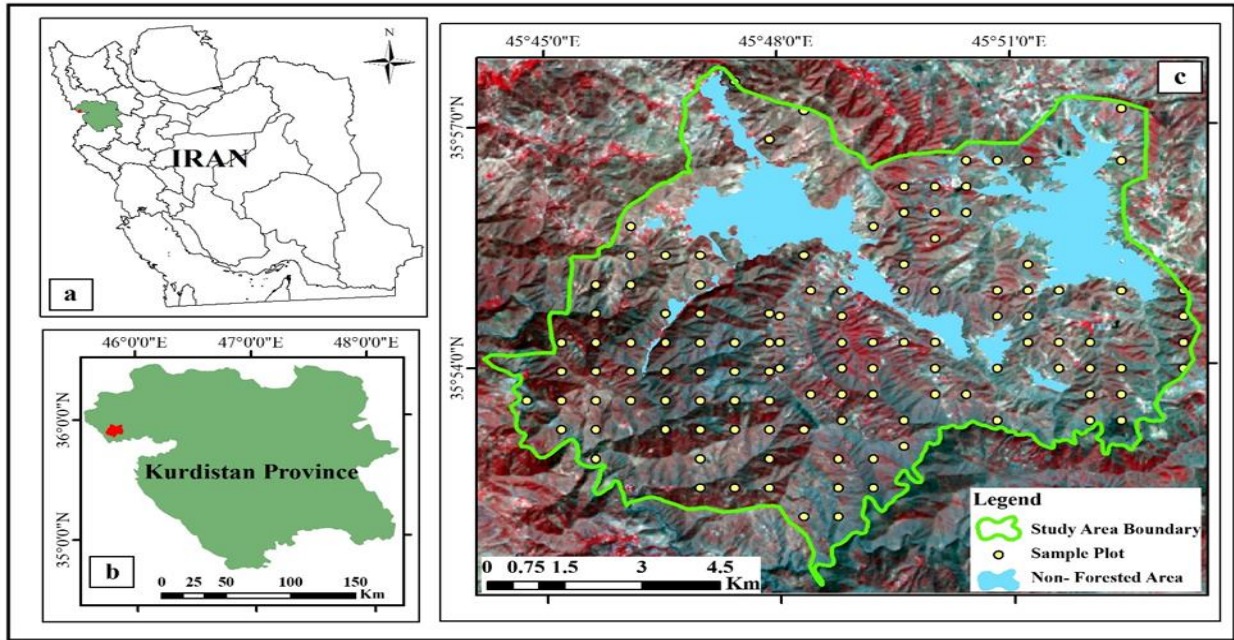 N
IRAN
a
46°0'0"E 47°0'0"E 48°0'0"E
36°0'0"N
35°0'0"N
Kurdistan Province
b
0 25 50 100 150
Km
45°45'0"E 45°48'0"E 45°51'0"E
c
35°57'0"N
35°54'0"N
Legend
Study Area Boundary
Sample Plot
Non- Forested Area
0 0.75 1.5 3 4.5
Km